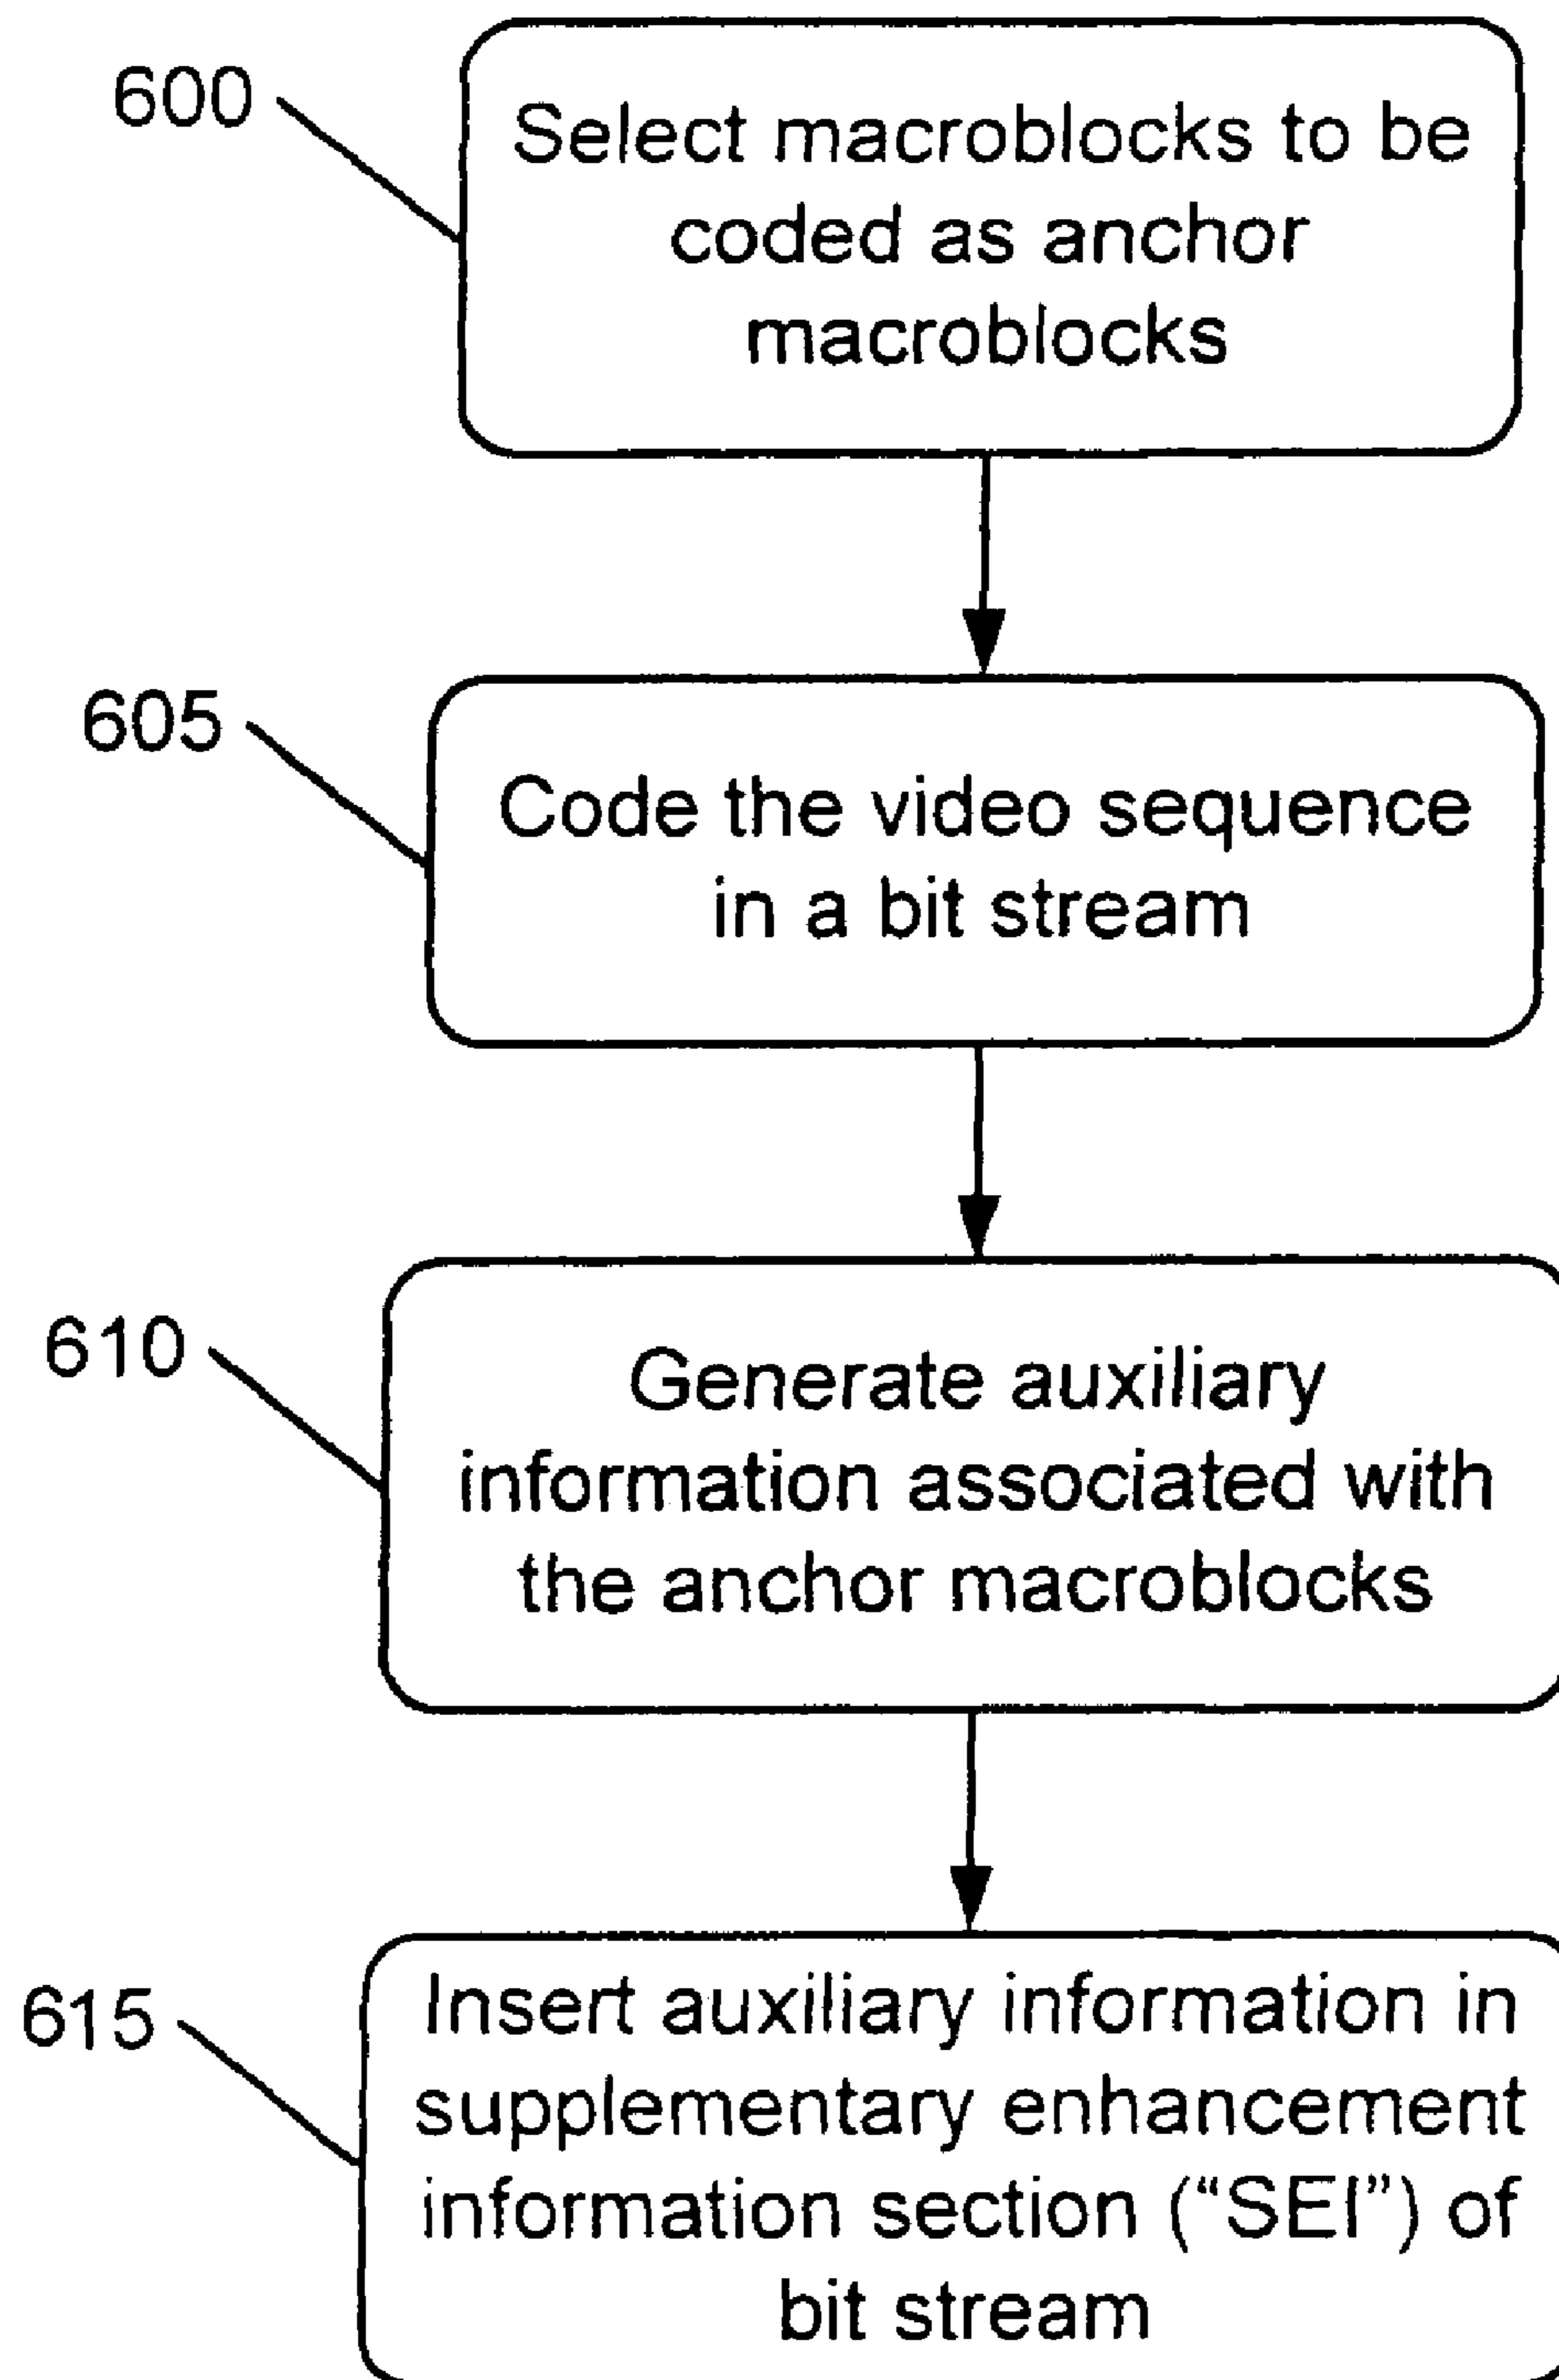 600
Select macroblocks to be
coded as anchor
macroblocks
605
Code the video sequence
in a bit stream
610
Generate auxiliary
information associated with
the anchor macroblocks
615
Insert auxiliary information in
supplementary enhancement
information section (“SEI”) of
bit stream